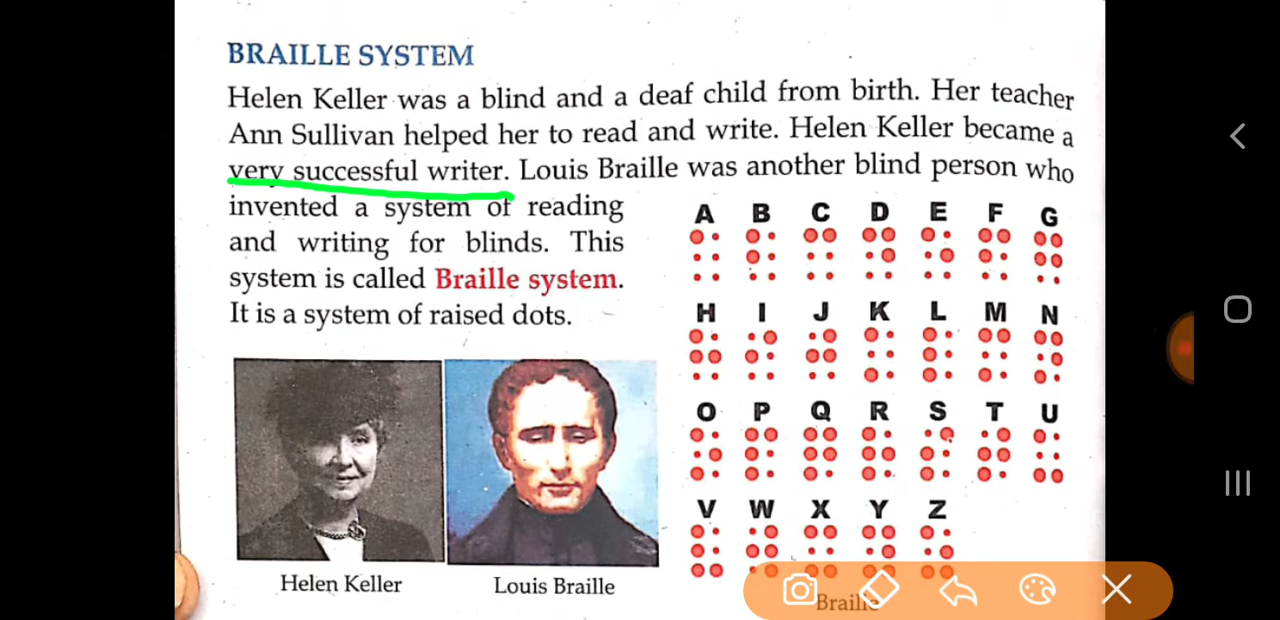 BRAILLE SYSTEM
Helen Keller was a blind and a deaf child from birth. Her teacher
Ann Sullivan helped her to read and write. Helen Keller became a
very successful writer. Louis Braille was another blind person who
invented a system of reading
and writing for blinds. This
system is called Braille system.
It is a system of raised dots.
A B C D E F G
H I J K L M N
O P Q R S T U
V W X Y Z
Helen Keller
Louis Braille
Braille